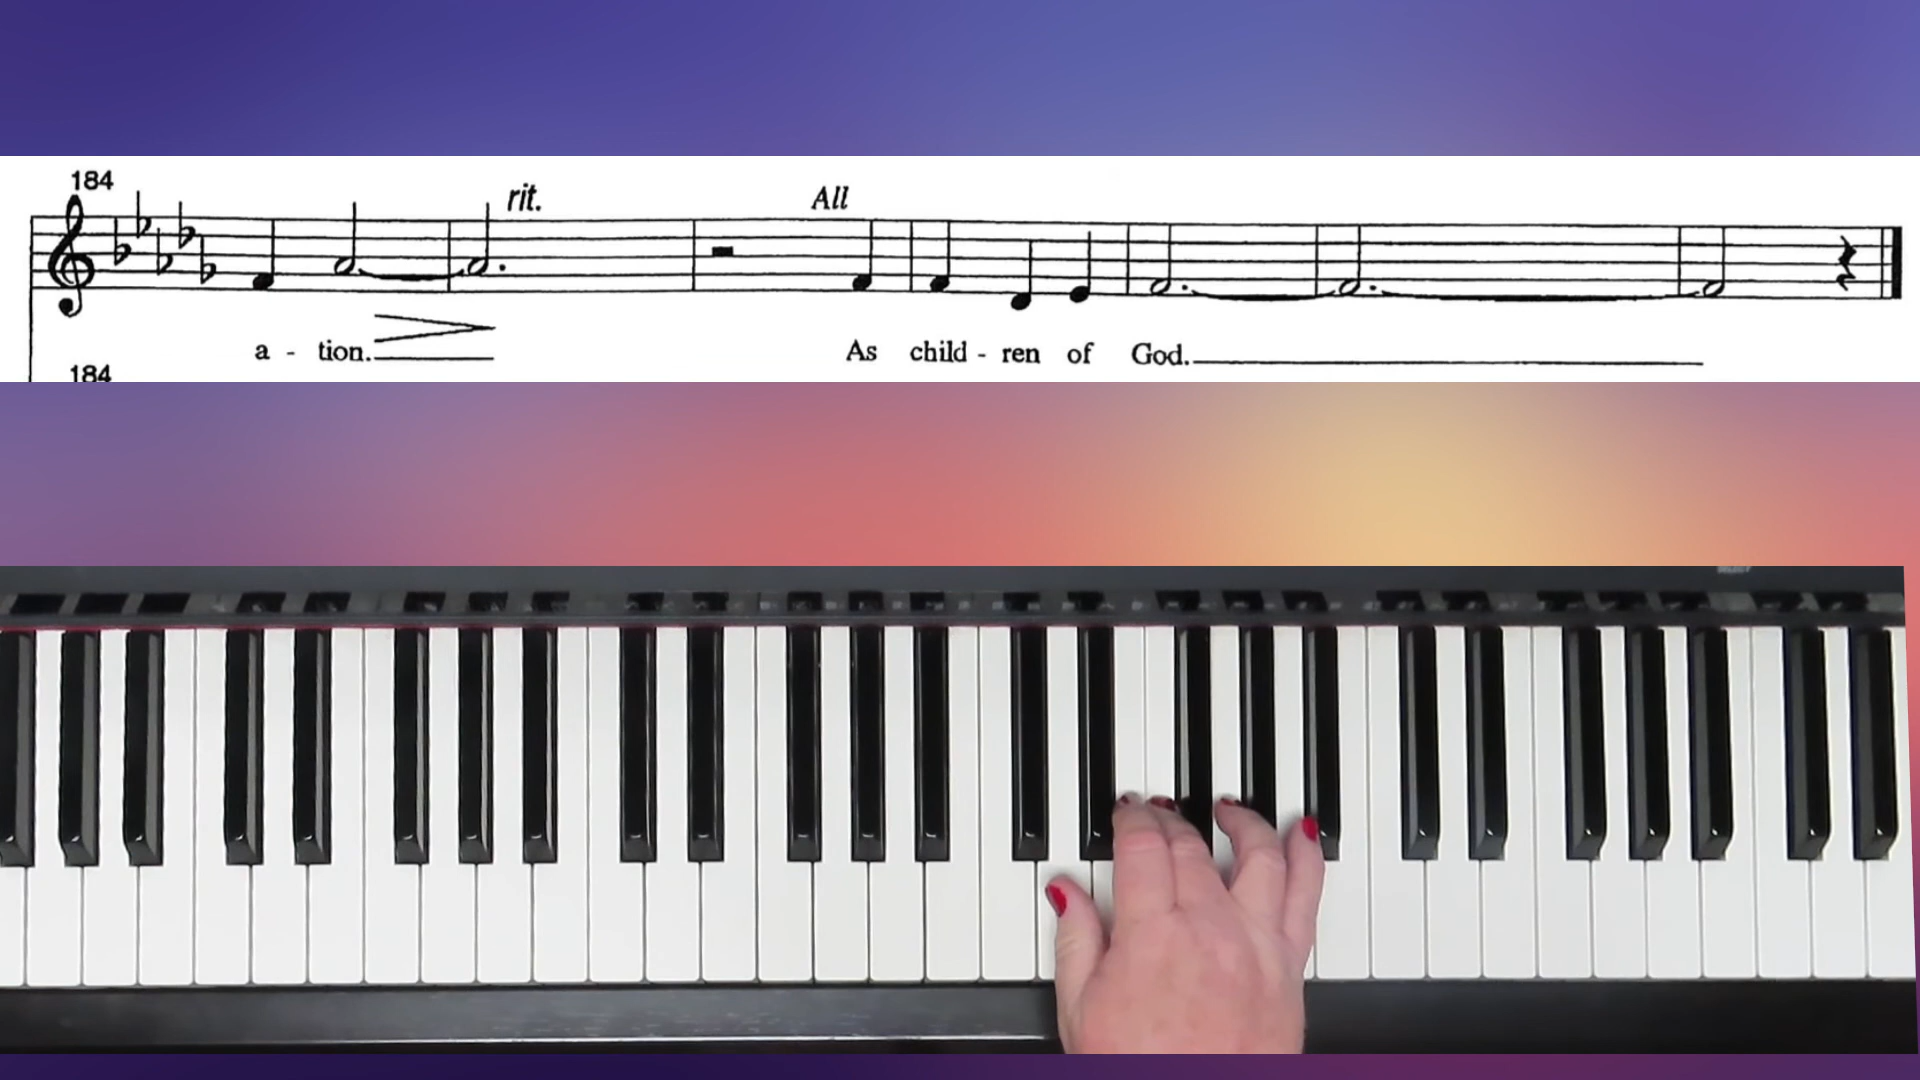 184
rit. All
a - tion. As child - ren of God.
184